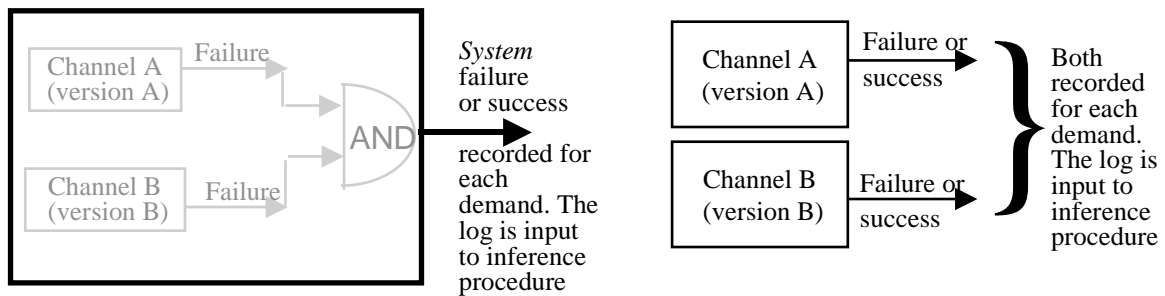 Channel A
(version A)
Failure
Channel B
(version B)
Failure
AND
System
failure
or success
recorded for
each
demand. The
log is input
to inference
procedure
Channel A
(version A)
Failure or
success
Channel B
(version B)
Failure or
success
Both
recorded
for each
demand.
The log is
input to
inference
procedure